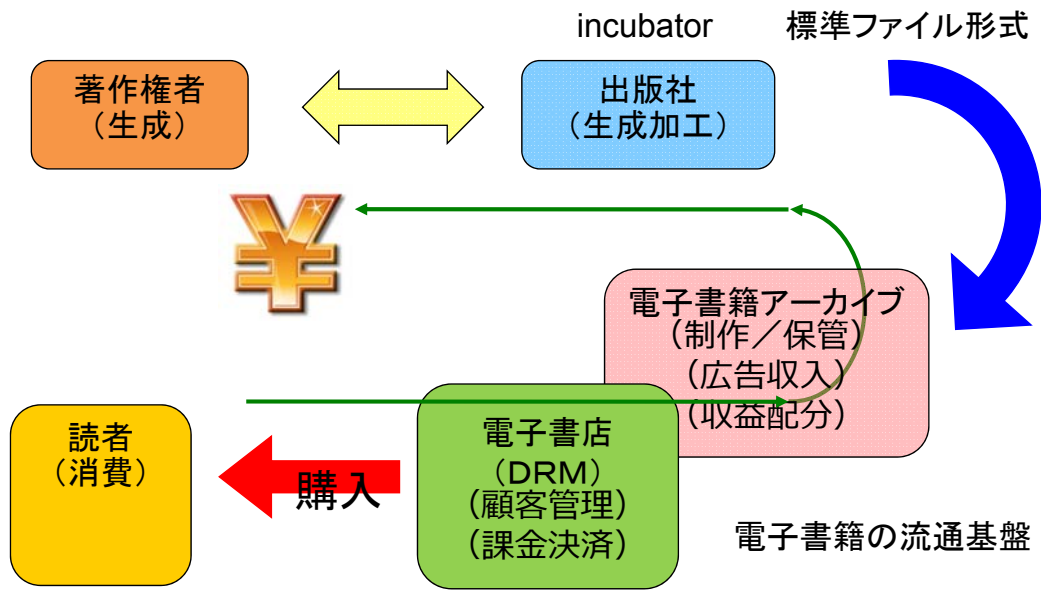 incubator
標準ファイル形式
著作権者
（生成）
出版社
（生成加工）
¥
電子書籍アーカイブ
（制作／保管）
（広告収入）
（収益配分）
読者
（消費）
購入
電子書店
（ＤＲＭ）
（顧客管理）
（課金決済）
電子書籍の流通基盤